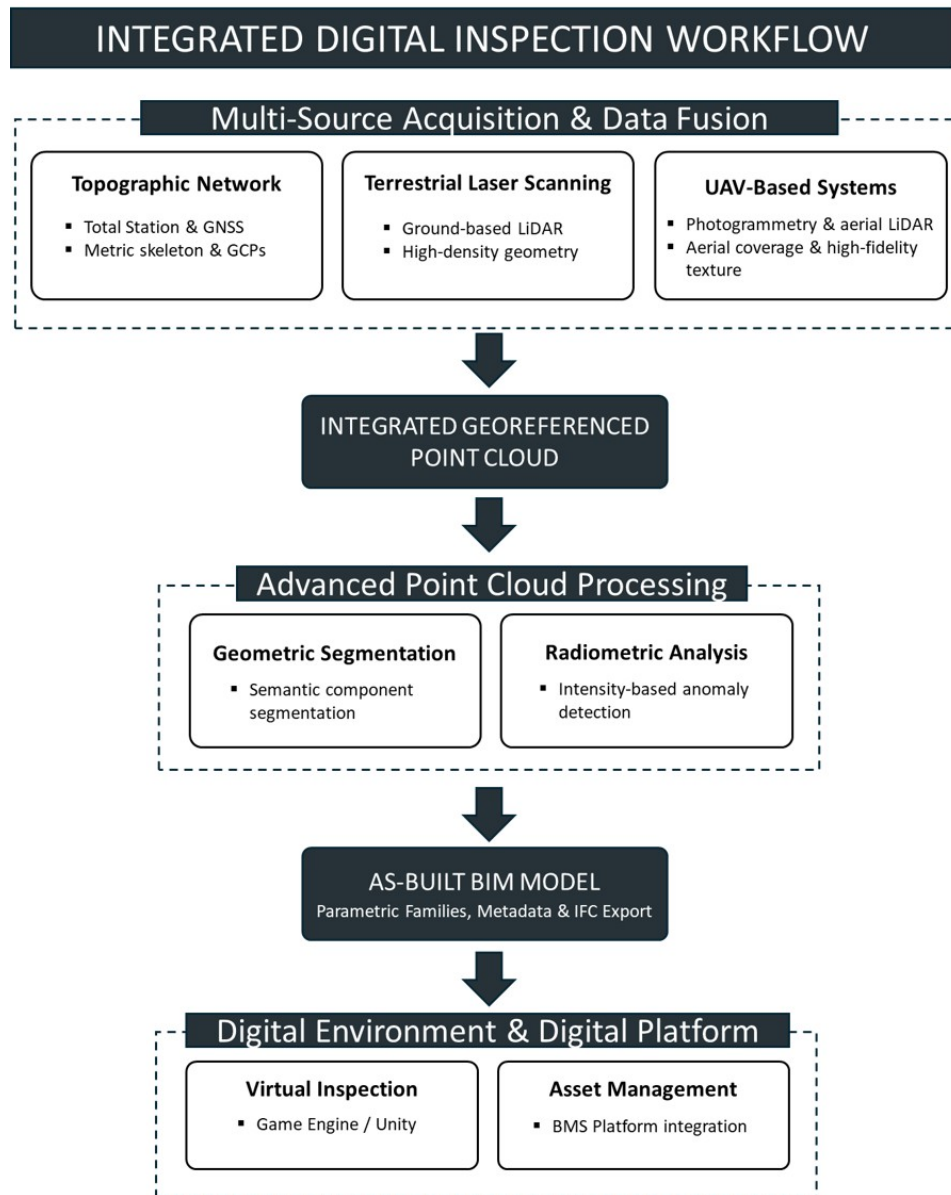 INTEGRATED DIGITAL INSPECTION WORKFLOW
Multi-Source Acquisition & Data Fusion
Topographic Network
▪ Total Station & GNSS
▪ Metric skeleton & GCPs
Terrestrial Laser Scanning
▪ Ground-based LiDAR
▪ High-density geometry
UAV-Based Systems
▪ Photogrammetry & aerial LiDAR
▪ Aerial coverage & high-fidelity
texture
INTEGRATED GEOREFERENCED
POINT CLOUD
Advanced Point Cloud Processing
Geometric Segmentation
▪ Semantic component
segmentation
Radiometric Analysis
▪ Intensity-based anomaly
detection
AS-BUILT BIM MODEL
Parametric Families, Metadata & IFC Export
Digital Environment & Digital Platform
Virtual Inspection
▪ Game Engine / Unity
Asset Management
▪ BMS Platform integration